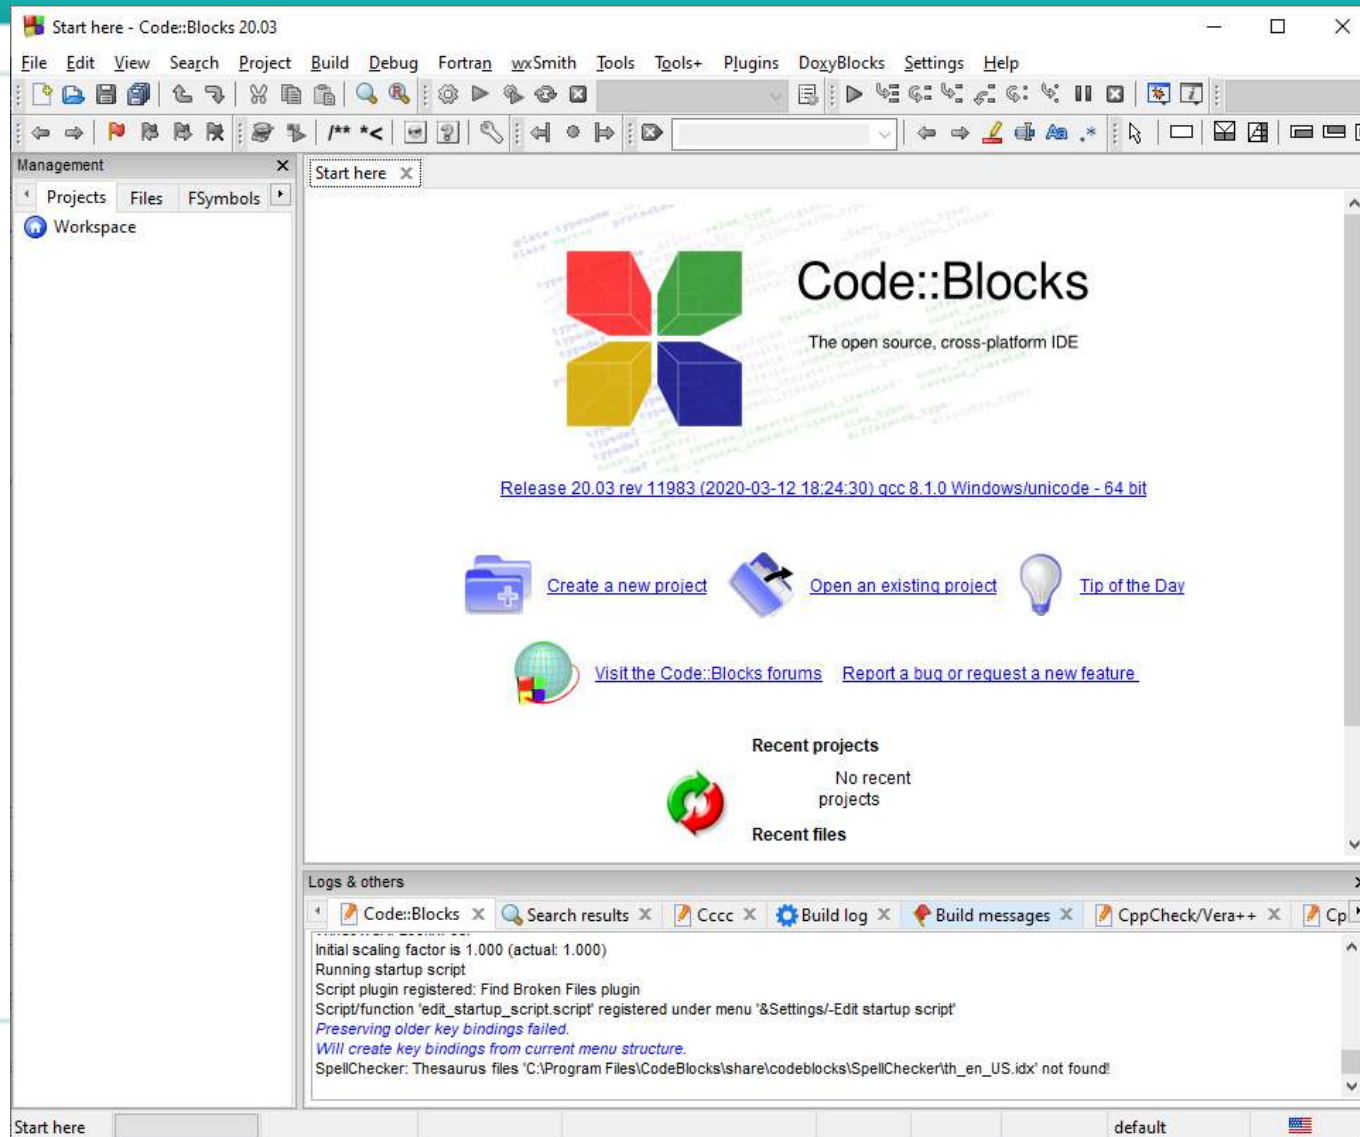 Start here - Code::Blocks 20.03
File Edit View Search Project Build Debug Fortran wxSmith Tools Tools+ Plugins DoxyBlocks Settings Help
/** *<
Management
Start here
Projects Files FSymbols
Workspace
Code::Blocks
The open source, cross-platform IDE
Release 20.03 rev 11983 (2020-03-12 18:24:30) gcc 8.1.0 Windows/unicode - 64 bit
Create a new project
Open an existing project
Tip of the Day
Visit the Code::Blocks forums
Report a bug or request a new feature
Recent projects
No recent
projects
Recent files
Logs & others
Code::Blocks Search results Cccc Build log Build messages CppCheck/Vera++ Cp
Initial scaling factor is 1.000 (actual: 1.000)
Running startup script
Script plugin registered: Find Broken Files plugin
Script/function 'edit_startup_script.script' registered under menu '&Settings/-Edit startup script'
Preserving older key bindings failed.
Will create key bindings from current menu structure.
SpellChecker: Thesaurus files 'C:\Program Files\CodeBlocks\share\codeblocks\SpellChecker\th_en_US.idx' not found!
Start here
default